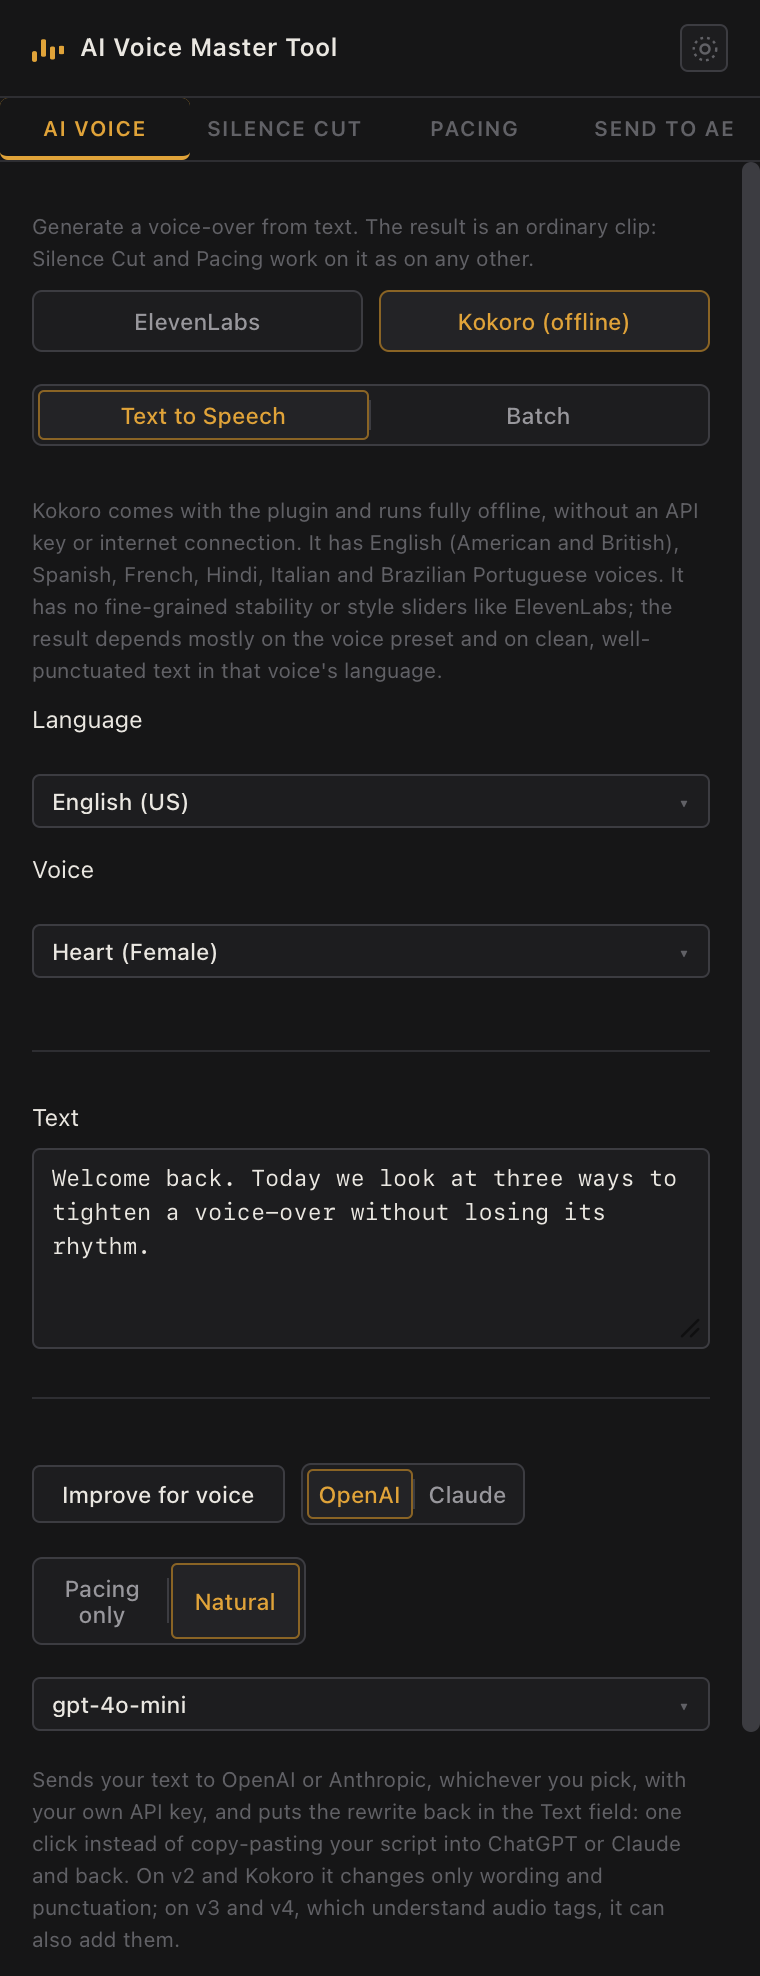 AI Voice Master Tool
AI VOICE
SILENCE CUT
PACING
SEND TO AE
Generate a voice-over from text. The result is an ordinary clip:
Silence Cut and Pacing work on it as on any other.
ElevenLabs
Kokoro (offline)
Text to Speech
Batch
Kokoro comes with the plugin and runs fully offline, without an API
key or internet connection. It has English (American and British),
Spanish, French, Hindi, Italian and Brazilian Portuguese voices. It
has no fine-grained stability or style sliders like ElevenLabs; the
result depends mostly on the voice preset and on clean, well-
punctuated text in that voice's language.
Language
English (US)
Voice
Heart (Female)
Text
Welcome back. Today we look at three ways to
tighten a voice-over without losing its
rhythm.
Improve for voice
OpenAI
Claude
Pacing
only
Natural
gpt-4o-mini
Sends your text to OpenAI or Anthropic, whichever you pick, with
your own API key, and puts the rewrite back in the Text field: one
click instead of copy-pasting your script into ChatGPT or Claude
and back. On v2 and Kokoro it changes only wording and
punctuation; on v3 and v4, which understand audio tags, it can
also add them.